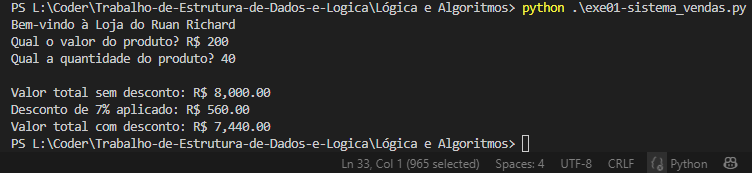 PS L:\Coder\Trabalho-de-Estrutura-de-Dados-e-Logica\Lógica e Algoritmos> python .\exe01-sistema_vendas.py
Bem-vindo à Loja do Ruan Richard
Qual o valor do produto? R$ 200
Qual a quantidade do produto? 40
Valor total sem desconto: R$ 8,000.00
Desconto de 7% aplicado: R$ 560.00
Valor total com desconto: R$ 7,440.00
PS L:\Coder\Trabalho-de-Estrutura-de-Dados-e-Logica\Lógica e Algoritmos>
Ln 33, Col 1 (965 selected) Spaces: 4 UTF-8 CRLF Python